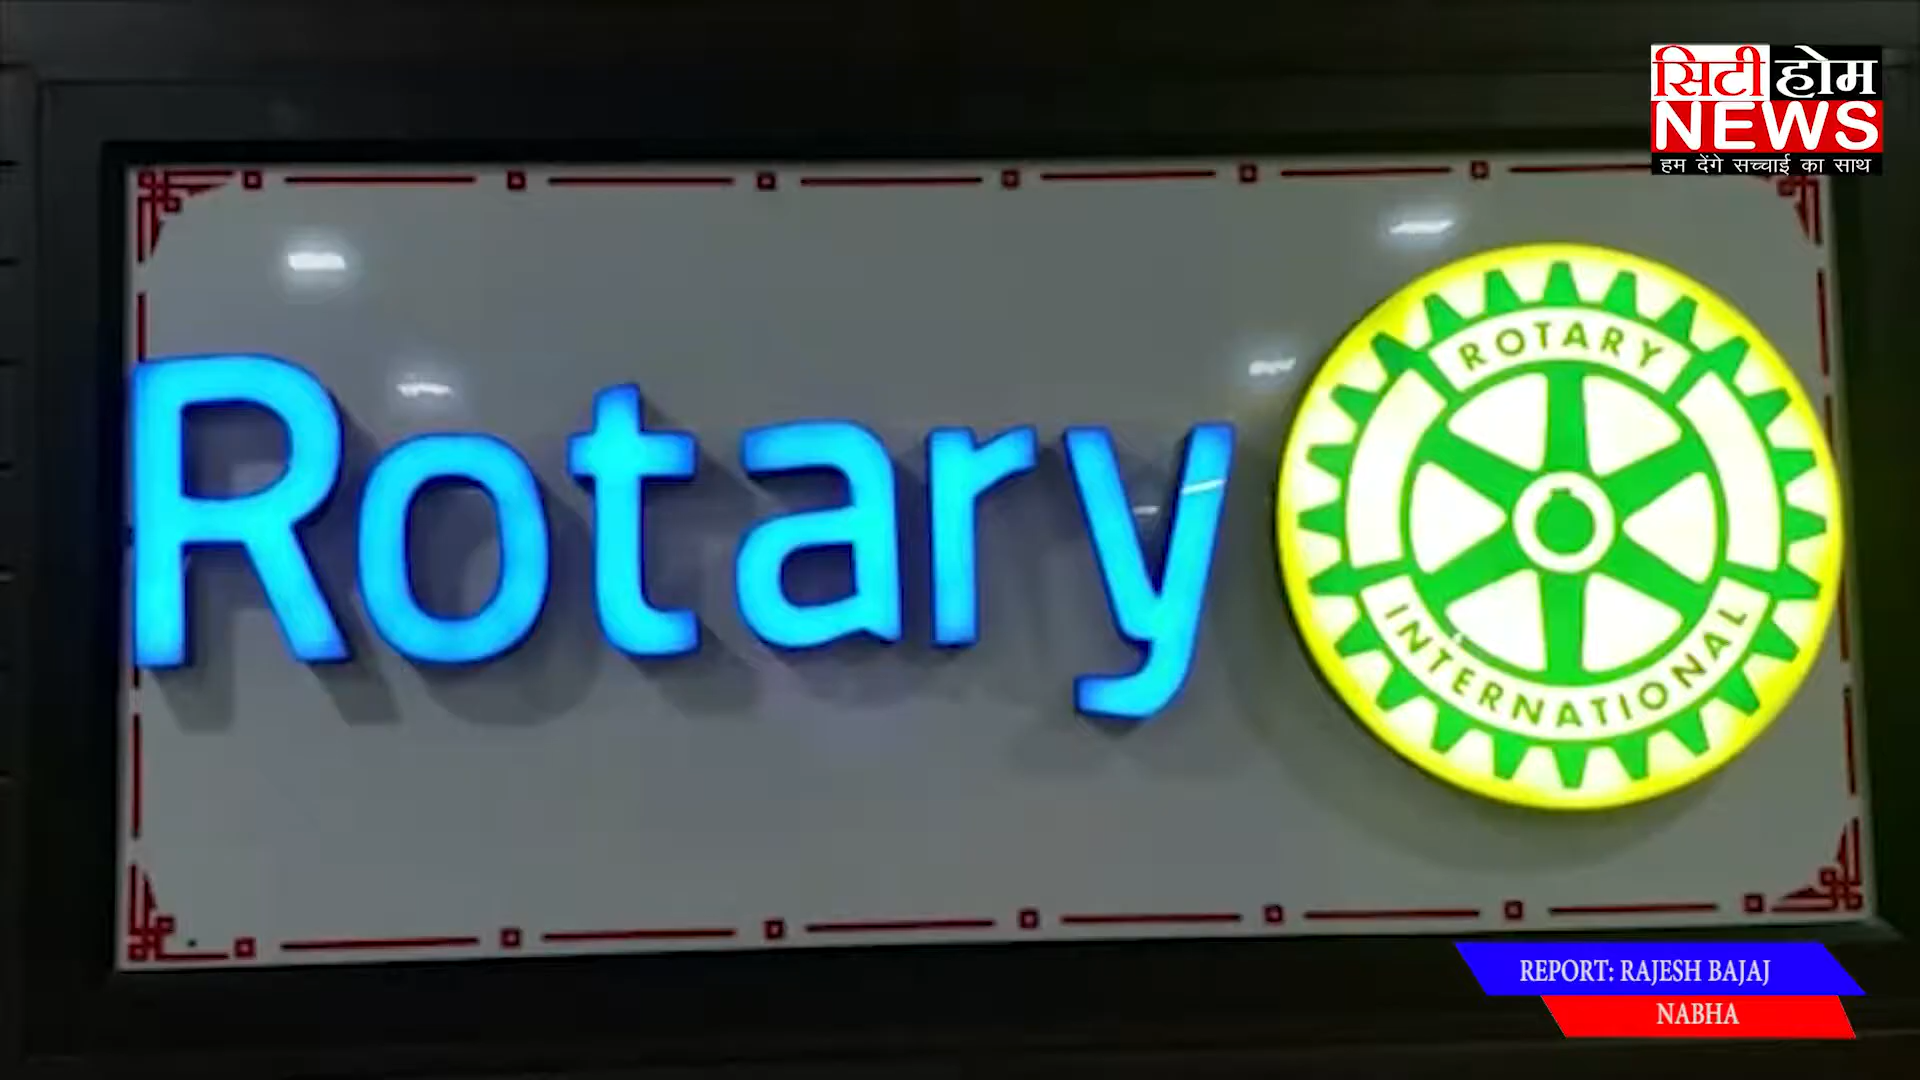 सिटी होम
NEWS
हम देंगे सच्चाई का साथ
Rotary
ROTARY
INTERNATIONAL
REPORT: RAJESH BAJAJ
NABHA